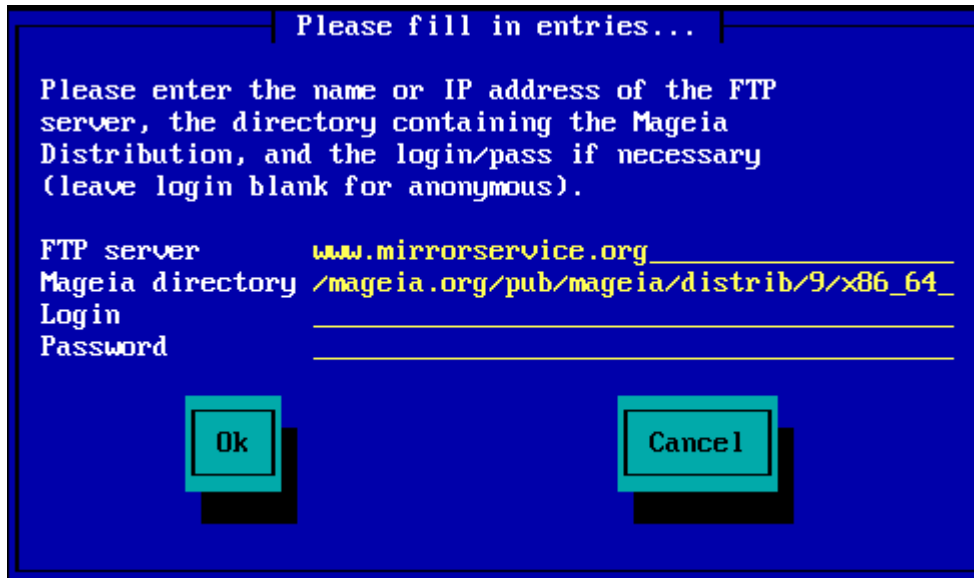 Please fill in entries...
Please enter the name or IP address of the FTP
server, the directory containing the Mageia
Distribution, and the login/pass if necessary
(leave login blank for anonymous).
FTP server www.mirrorservice.org
Mageia directory /mageia.org/pub/mageia/distrib/9/x86_64
Login
Password
Ok Cancel